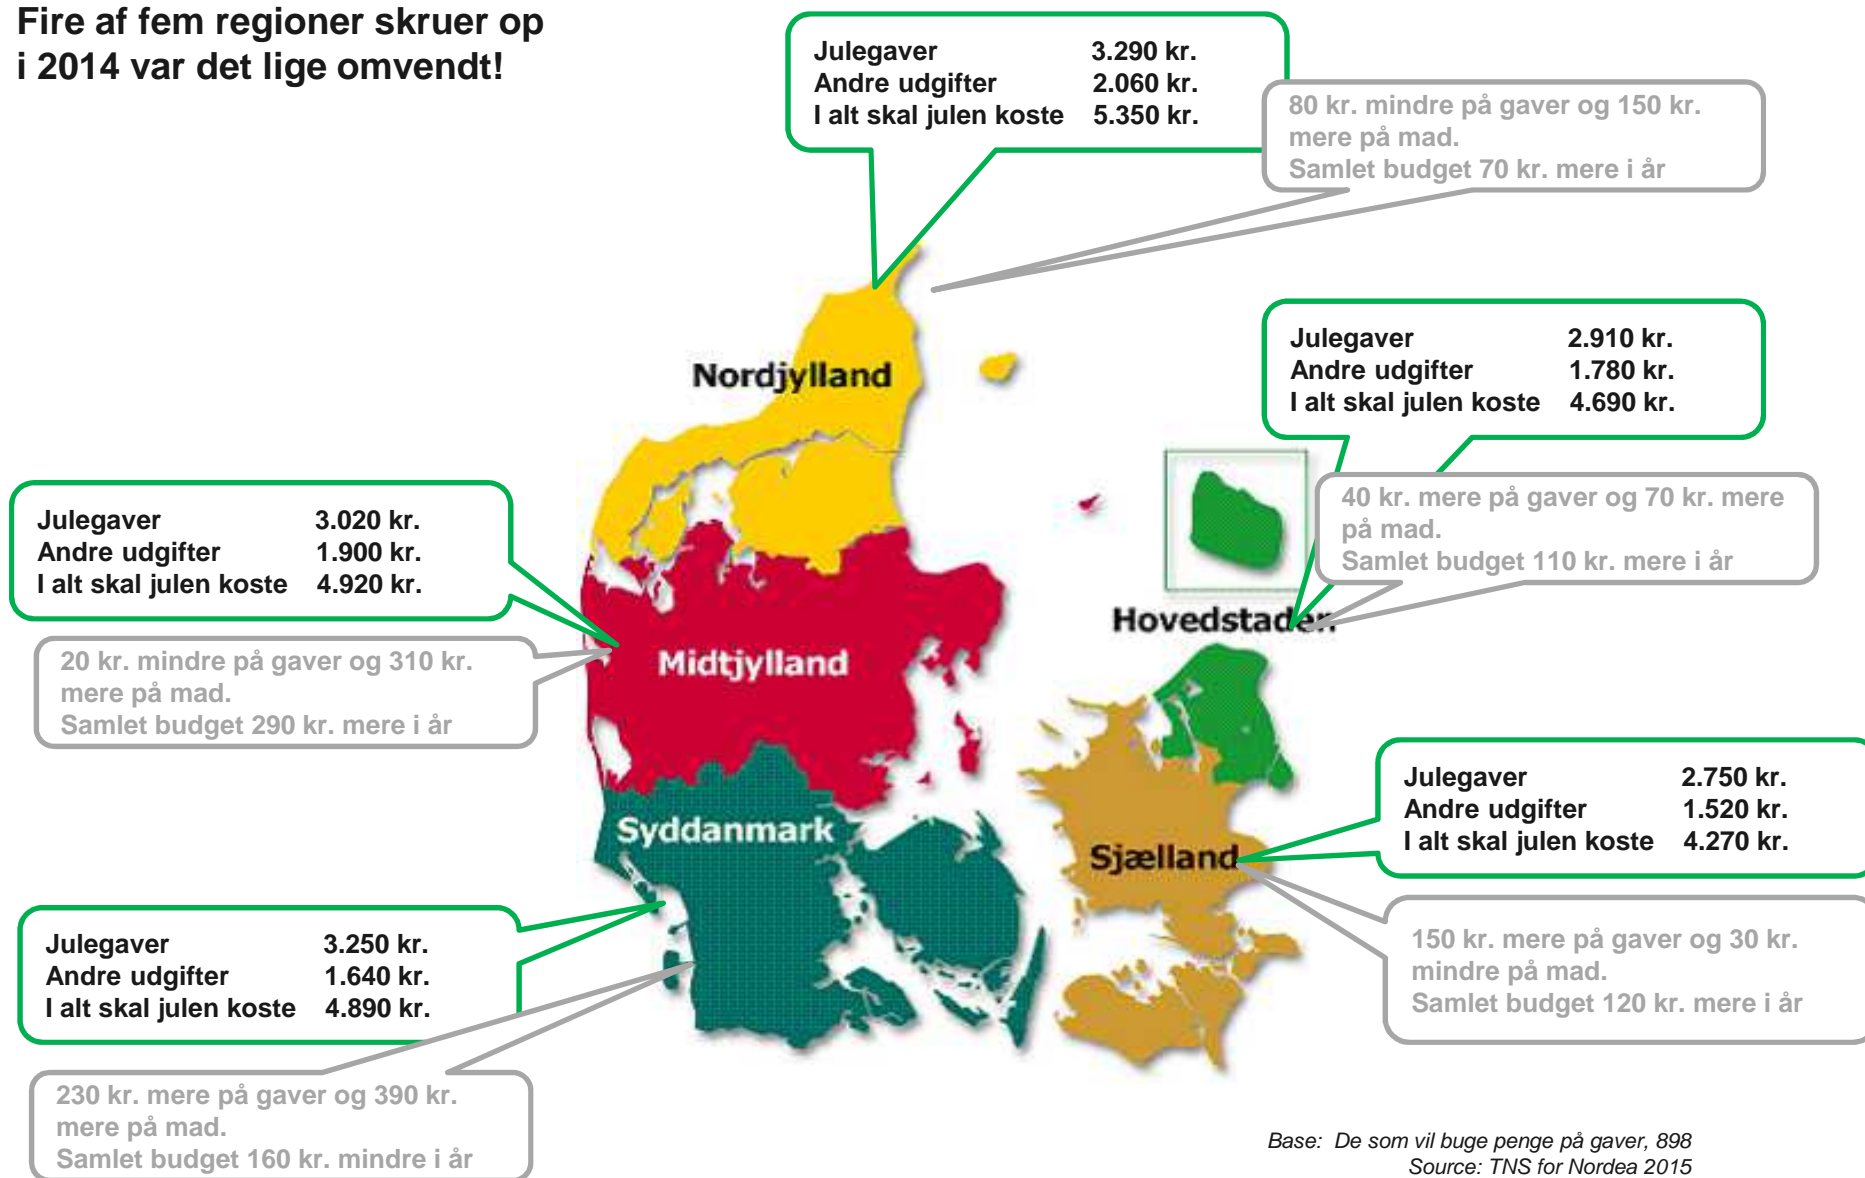 Fire af fem regioner skruer op
i 2014 var det lige omvendt!
Julegaver 3.290 kr.
Andre udgifter 2.060 kr.
I alt skal julen koste 5.350 kr.
80 kr. mindre på gaver og 150 kr.
mere på mad.
Samlet budget 70 kr. mere i år
Nordjylland
Julegaver 2.910 kr.
Andre udgifter 1.780 kr.
I alt skal julen koste 4.690 kr.
40 kr. mere på gaver og 70 kr. mere
på mad.
Samlet budget 110 kr. mere i år
Hovedstaden
Julegaver 3.020 kr.
Andre udgifter 1.900 kr.
I alt skal julen koste 4.920 kr.
20 kr. mindre på gaver og 310 kr.
mere på mad.
Samlet budget 290 kr. mere i år
Midtjylland
Julegaver 2.750 kr.
Andre udgifter 1.520 kr.
I alt skal julen koste 4.270 kr.
Syddanmark
Sjælland
150 kr. mere på gaver og 30 kr.
mindre på mad.
Samlet budget 120 kr. mere i år
Julegaver 3.250 kr.
Andre udgifter 1.640 kr.
I alt skal julen koste 4.890 kr.
230 kr. mere på gaver og 390 kr.
mere på mad.
Samlet budget 160 kr. mindre i år
Base: De som vil buge penge på gaver, 898
Source: TNS for Nordea 2015